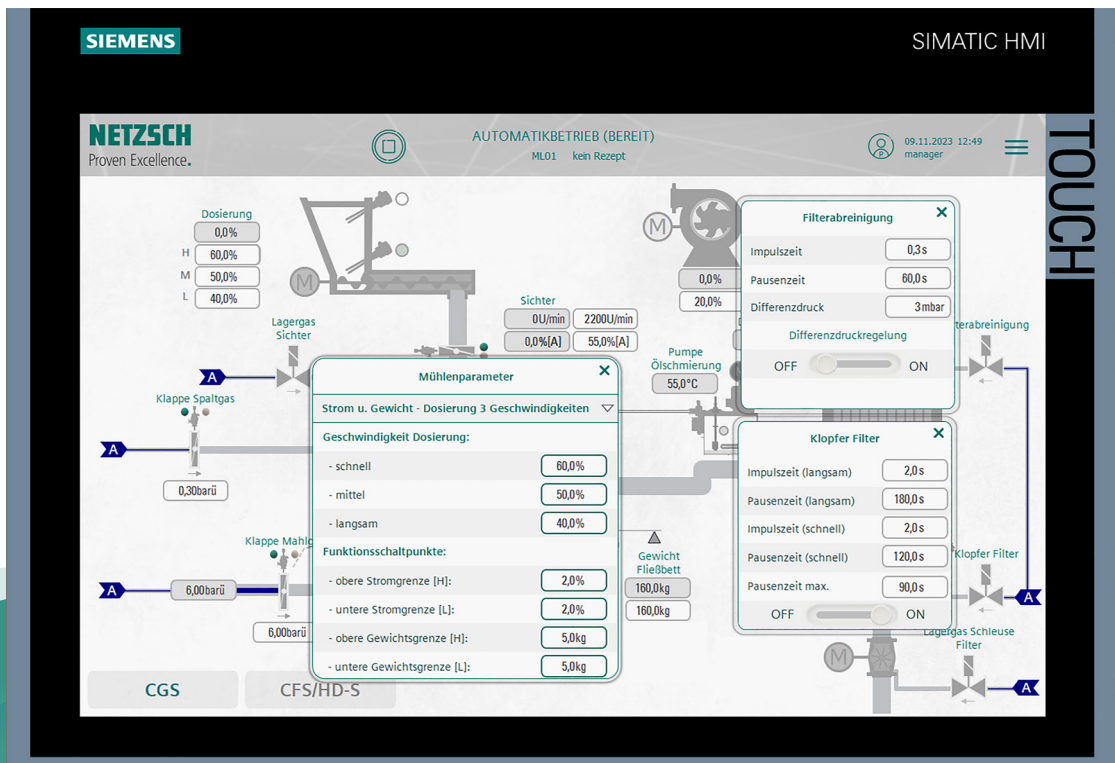 SIEMENS
SIMATIC HMI
TOUCH
NETZSCH
Proven Excellence.
AUTOMATIKBETRIEB (BEREIT)
ML01 kein Rezept
P
09.11.2023 12:49
manager
Dosierung
0,0%
H 60,0%
M 50,0%
L 40,0%
M
M
0,0%
20,0%
Sichter
0U/min 2200U/min
0,0%[A] 55,0%[A]
Lagergas
Sichter
A
Klappe Spaltgas
A
0,30barü
Klappe Mahlg
A
6,00barü
6,00barü
Pumpe
Ölschmierung
55,0°C
Gewicht
Fließbett
160,0kg
160,0kg
Mühlenparameter
Strom u. Gewicht - Dosierung 3 Geschwindigkeiten
Geschwindigkeit Dosierung:
- schnell 60,0%
- mittel 50,0%
- langsam 40,0%
Funktionsschaltpunkte:
- obere Stromgrenze [H]: 2,0%
- untere Stromgrenze [L]: 2,0%
- obere Gewichtsgrenze [H]: 5,0kg
- untere Gewichtsgrenze [L]: 5,0kg
Filterabreinigung
Impulszeit 0,3s
Pausenzeit 60,0s
Differenzdruck 3mbar
Differenzdruckregelung
OFF ON
terabreinigung
Klopfer Filter
Impulszeit (langsam) 2,0s
Pausenzeit (langsam) 180,0s
Impulszeit (schnell) 2,0s
Pausenzeit (schnell) 120,0s
Pausenzeit max. 90,0s
OFF ON
Klopfer Filter
A
Lagergas Schleuse
Filter
M
A
CGS
CFS/HD-S